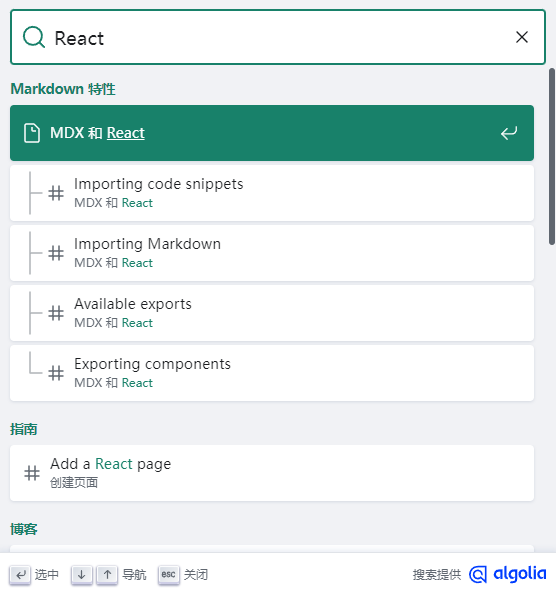 React
Markdown 特性
MDX 和 React
Importing code snippets
MDX 和 React
Importing Markdown
MDX 和 React
Available exports
MDX 和 React
Exporting components
MDX 和 React
指南
Add a React page
创建页面
博客
选中 导航 esc 关闭 搜索提供 algolia